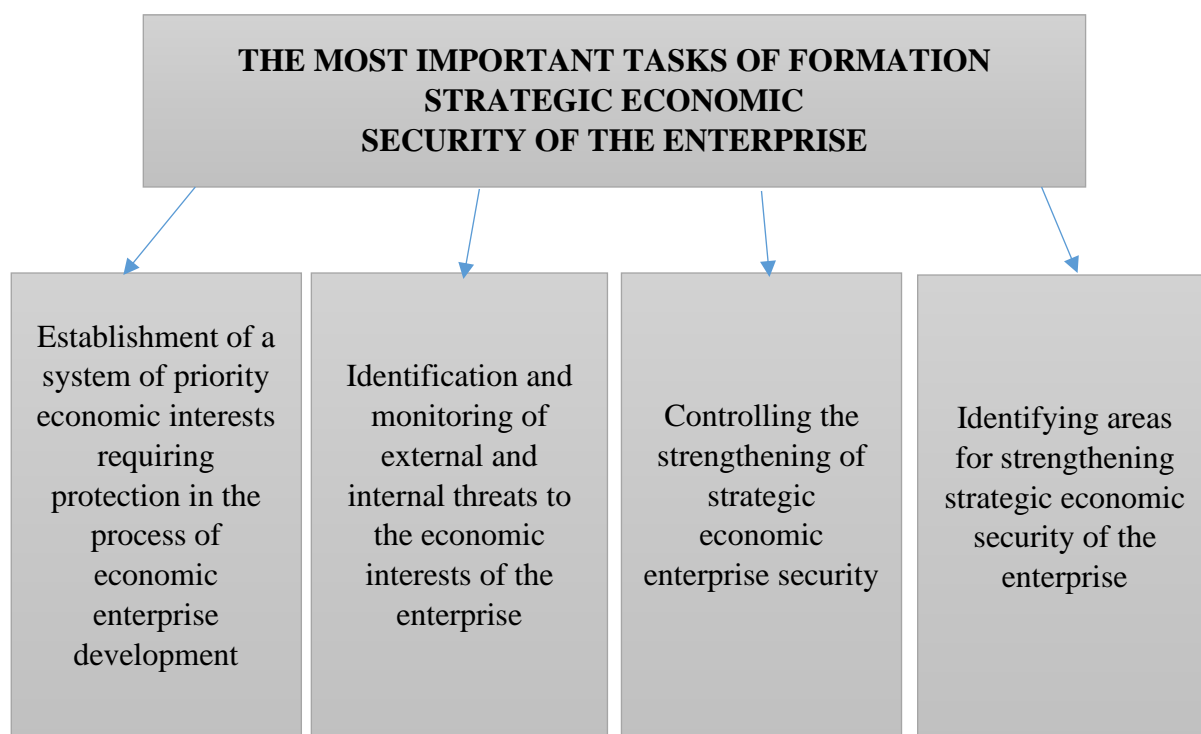 THE MOST IMPORTANT TASKS OF FORMATION
STRATEGIC ECONOMIC
SECURITY OF THE ENTERPRISE
Establishment of a
system of priority
economic interests
requiring
protection in the
process of
economic
enterprise
development
Identification and
monitoring of
external and
internal threats to
the economic
interests of the
enterprise
Controlling the
strengthening of
strategic
economic
enterprise security
Identifying areas
for strengthening
strategic economic
security of the
enterprise